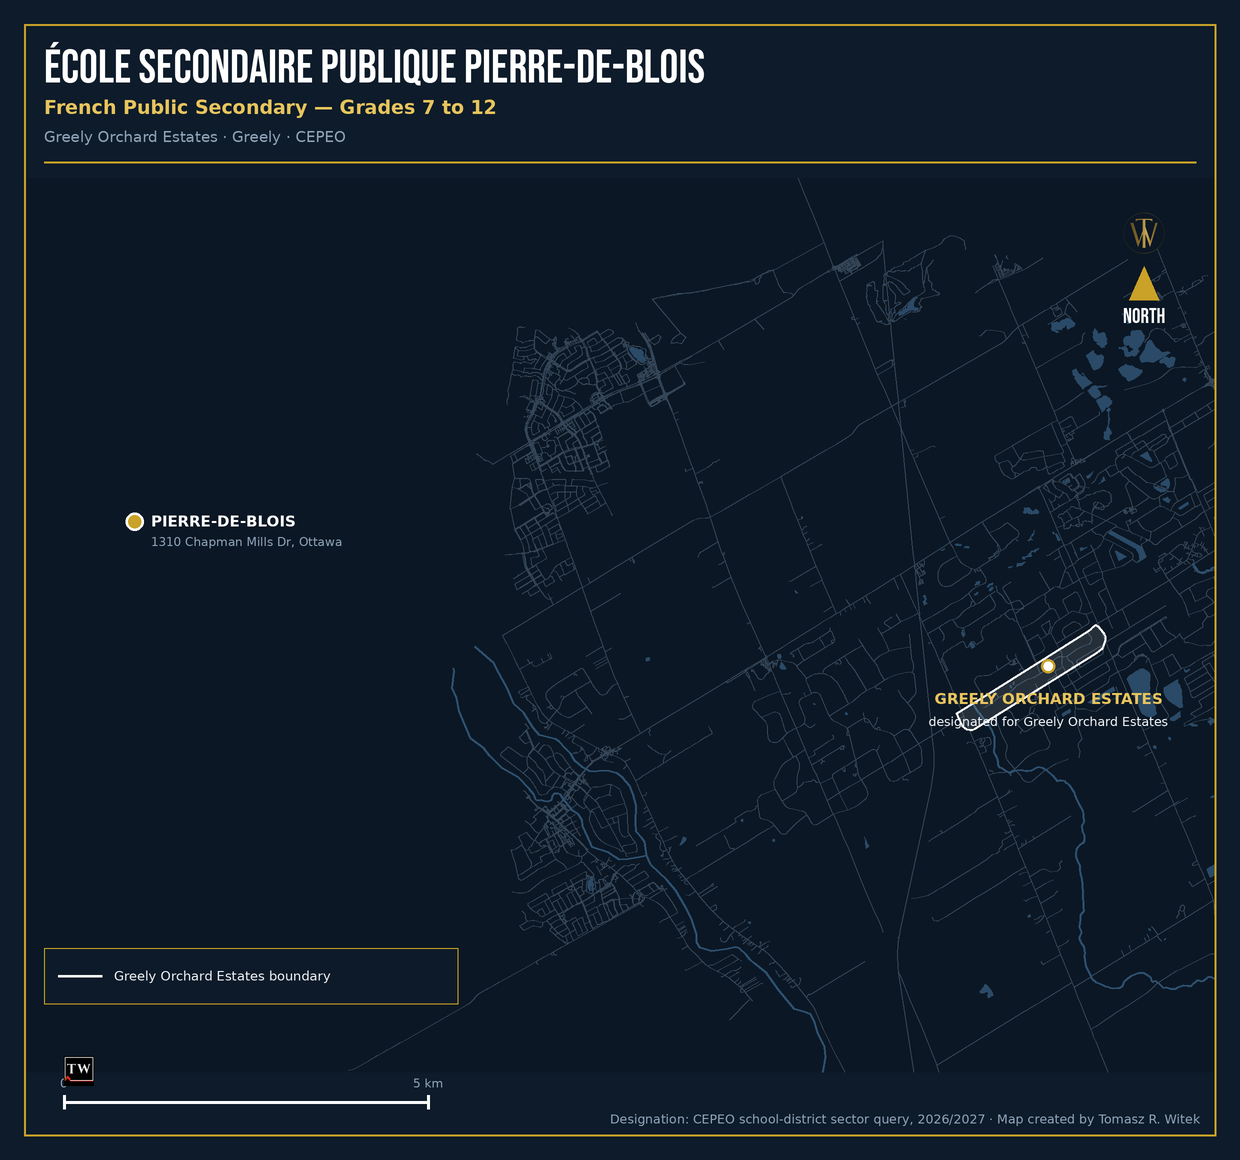 ÉCOLE SECONDAIRE PUBLIQUE PIERRE-DE-BLOIS
French Public Secondary — Grades 7 to 12
Greely Orchard Estates · Greely · CEPEO
TW
NORTH
PIERRE-DE-BLOIS
1310 Chapman Mills Dr, Ottawa
GREELY ORCHARD ESTATES
designated for Greely Orchard Estates
Greely Orchard Estates boundary
TW
0 5 km
Designation: CEPEO school-district sector query, 2026/2027 · Map created by Tomasz R. Witek